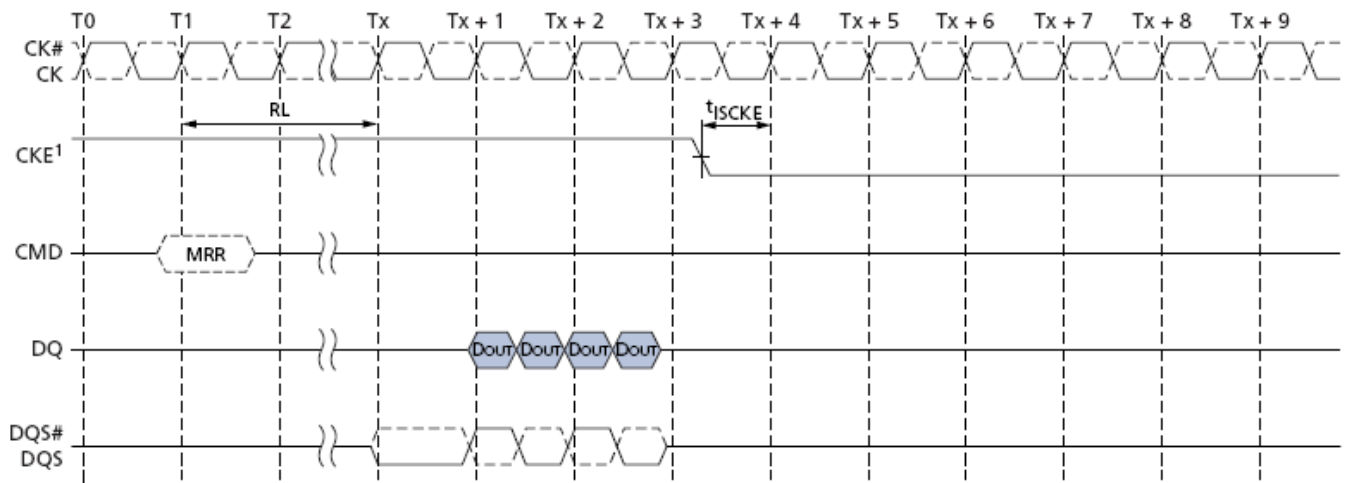 T0 T1 T2 Tx Tx + 1 Tx + 2 Tx + 3 Tx + 4 Tx + 5 Tx + 6 Tx + 7 Tx + 8 Tx + 9
CK#
CK
RL
tISCKE
CKE1
CMD
MRR
DQ
DOUT DOUT DOUT DOUT
DQS#
DQS